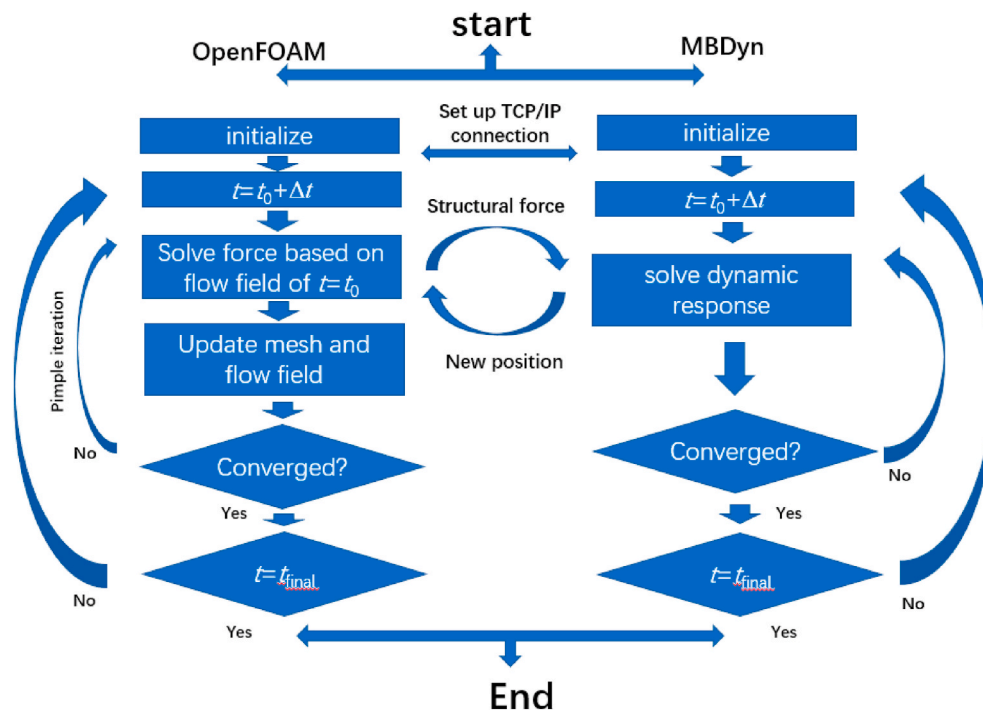 start
OpenFOAM
MBDyn
Set up TCP/IP
connection
initialize
initialize
t=t₀+Δt
t=t₀+Δt
Structural force
Solve force based on
flow field of t=t₀
solve dynamic
response
Pimple iteration
Update mesh and
flow field
New position
No
Converged?
Converged?
No
Yes
Yes
t=t_final
t=t_final
No
No
Yes
Yes
End